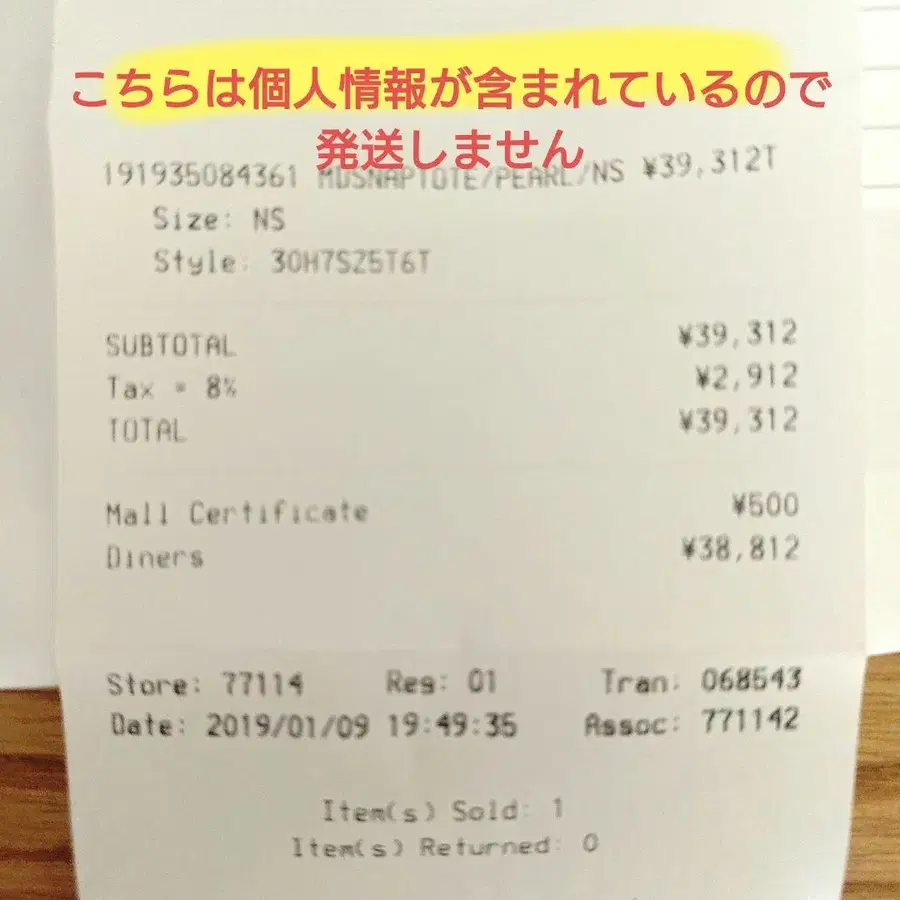 こちらは個人情報が含まれているので
発送しません
191935084361 MDSNAPTOTE/PEARL/NS ¥39,312T
Size: NS
Style: 30H7SZ5T6T
SUBTOTAL ¥39,312
Tax = 8% ¥2,912
TOTAL ¥39,312
Mall Certificate ¥500
Diners ¥38,812
Store: 77114 Reg: 01 Tran: 068543
Date: 2019/01/09 19:49:35 Assoc: 771142
Item(s) Sold: 1
Item(s) Returned: 0